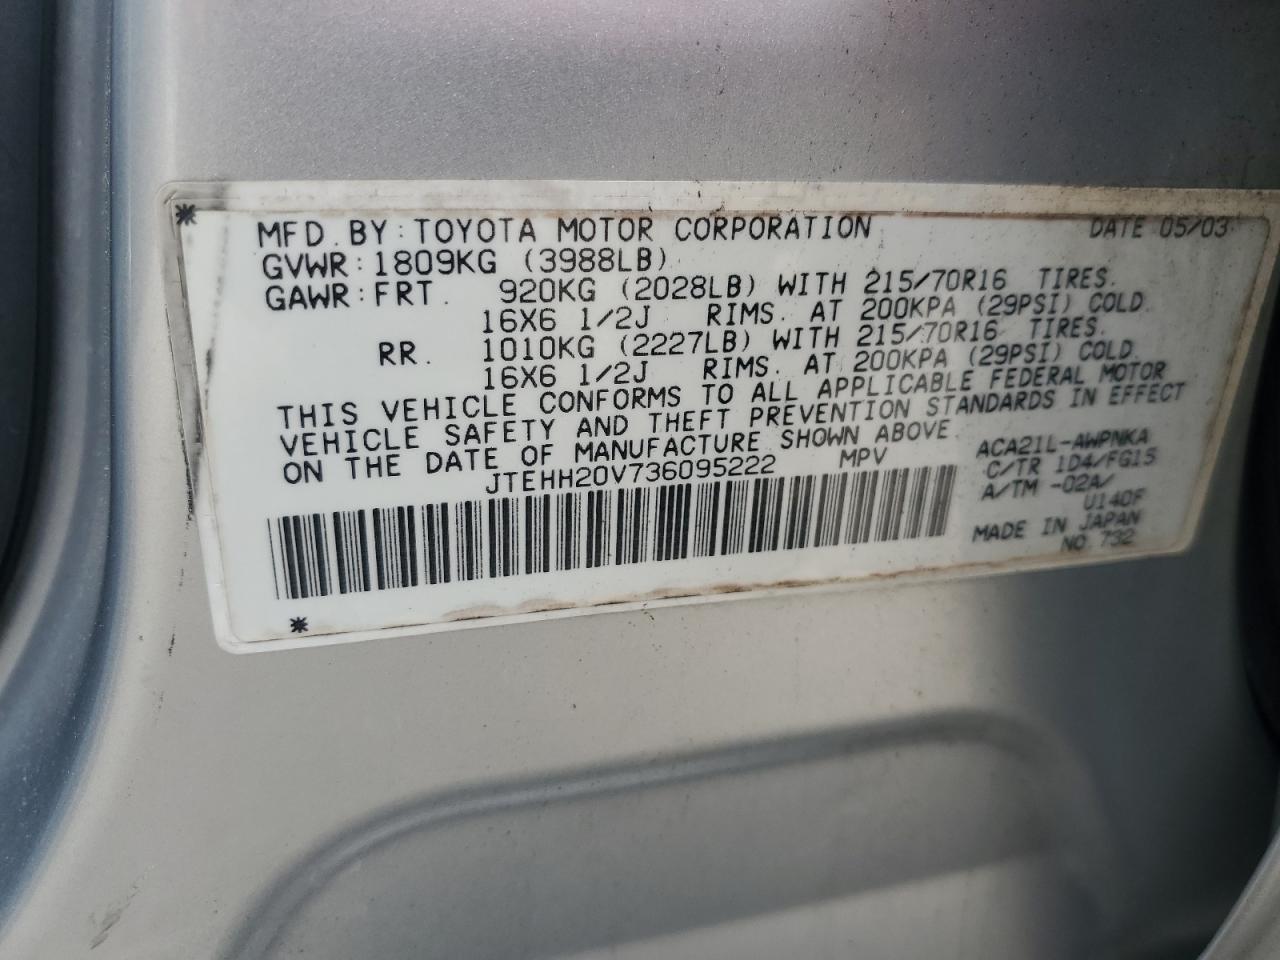 MFD. BY: TOYOTA MOTOR CORPORATION DATE 05/03
GVWR: 1809KG (3988LB)
GAWR: FRT. 920KG (2028LB) WITH 215/70R16 TIRES.
16X6 1/2J RIMS. AT 200KPA (29PSI) COLD.
RR. 1010KG (2227LB) WITH 215/70R16 TIRES.
16X6 1/2J RIMS. AT 200KPA (29PSI) COLD.
THIS VEHICLE CONFORMS TO ALL APPLICABLE FEDERAL MOTOR
VEHICLE SAFETY AND THEFT PREVENTION STANDARDS IN EFFECT
ON THE DATE OF MANUFACTURE SHOWN ABOVE.
JTEHH20V736095222 MPV
ACA21L-AWPNKA
C/TR 1D4/FG15
A/TM -02A/
U140F
MADE IN JAPAN
NO 732